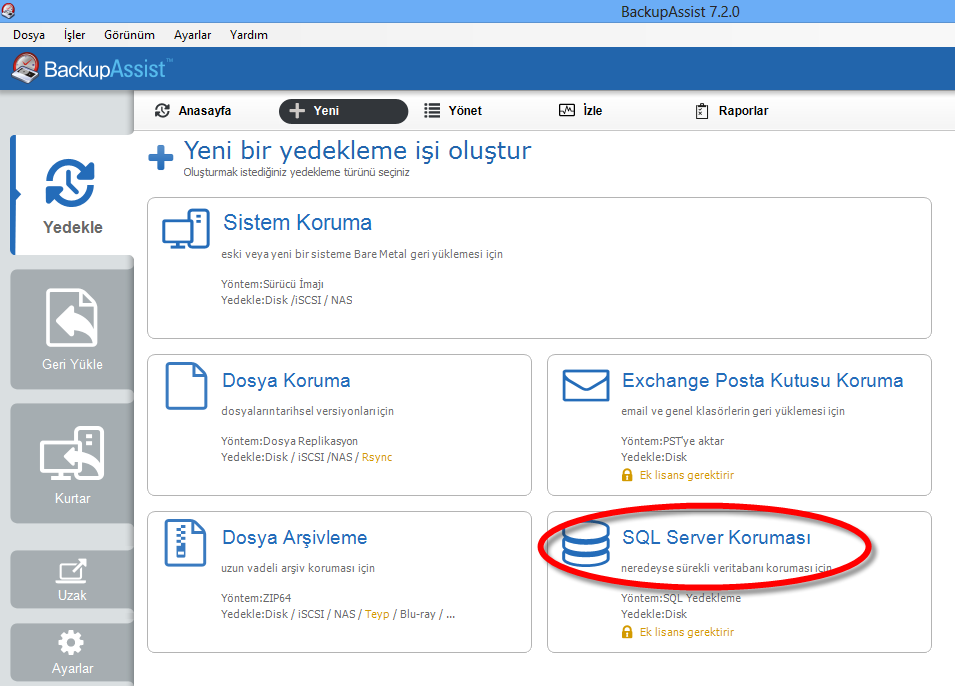 BackupAssist 7.2.0
Dosya İşler Görünüm Ayarlar Yardım
BackupAssist™
Anasayfa Yeni Yönet İzle Raporlar
Yeni bir yedekleme işi oluştur
Oluşturmak istediğiniz yedekleme türünü seçiniz
Yedekle
Geri Yükle
Kurtar
Uzak
Ayarlar
Sistem Koruma
eski veya yeni bir sisteme Bare Metal geri yüklemesi için
Yöntem:Sürücü İmajı
Yedekle:Disk /iSCSI / NAS
Dosya Koruma
dosyaların tarihsel versiyonları için
Yöntem:Dosya Replikasyon
Yedekle:Disk / iSCSI /NAS / Rsync
Exchange Posta Kutusu Koruma
email ve genel klasörlerin geri yüklemesi için
Yöntem:PST'ye aktar
Yedekle:Disk
Ek lisans gerektirir
Dosya Arşivleme
uzun vadeli arşiv koruması için
Yöntem:ZIP64
Yedekle:Disk / iSCSI / NAS / Teyp / Blu-ray / ...
SQL Server Koruması
neredeyse sürekli veritabanı koruması için
Yöntem:SQL Yedekleme
Yedekle:Disk
Ek lisans gerektirir